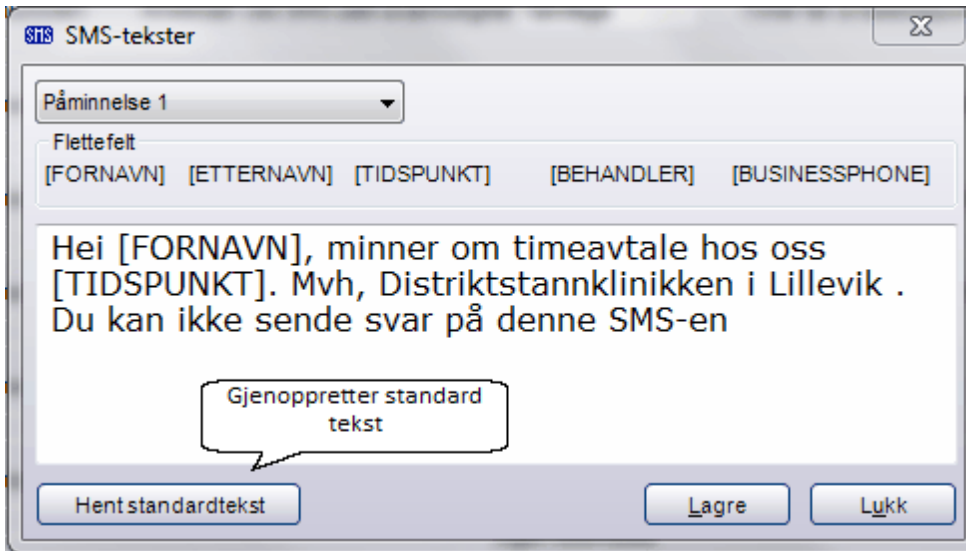 SMS SMS-tekster
Påminnelse 1
Flettefelt
[FORNAVN] [ETTERNAVN] [TIDSPUNKT] [BEHANDLER] [BUSINESSPHONE]
Hei [FORNAVN], minner om timeavtale hos oss
[TIDSPUNKT]. Mvh, Distriktstannklinikken i Lillevik .
Du kan ikke sende svar på denne SMS-en
Gjenoppretter standard
tekst
Hent standardtekst Lagre Lukk